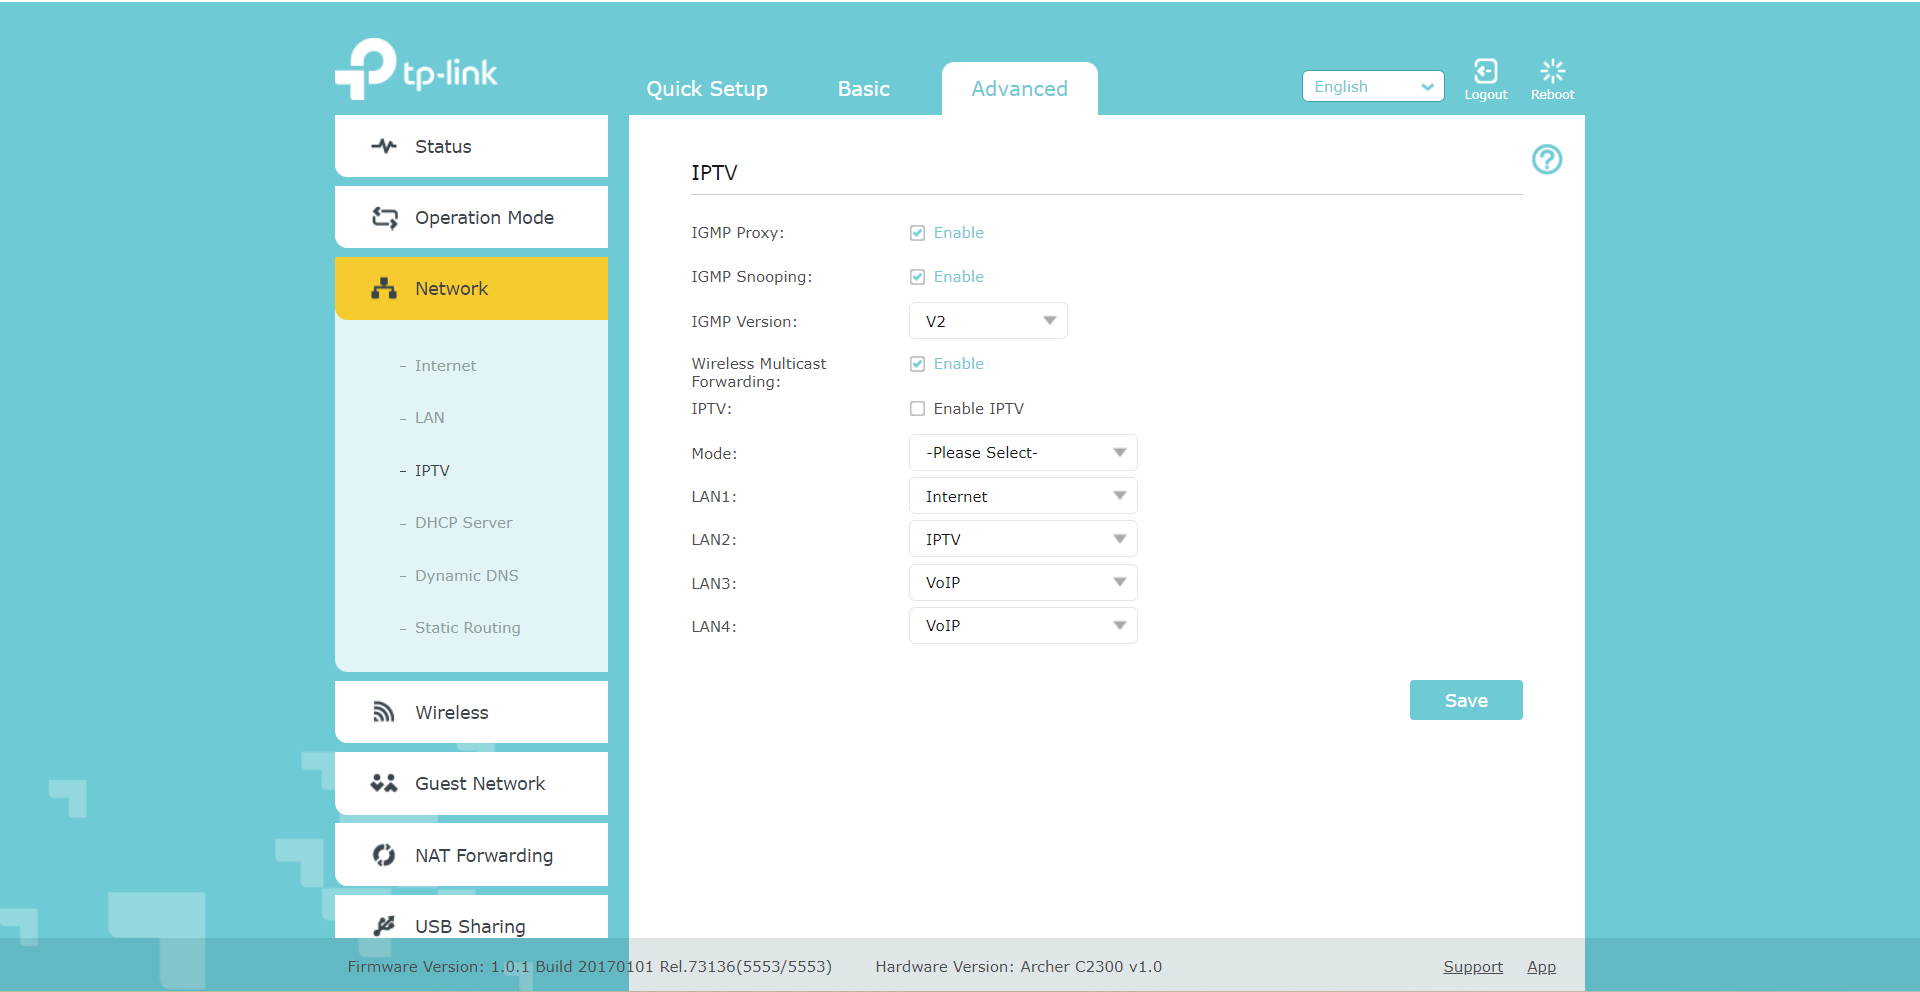 tp-link
Quick Setup
Basic
Advanced
English
Logout
Reboot
Status
Operation Mode
Network
- Internet
- LAN
- IPTV
- DHCP Server
- Dynamic DNS
- Static Routing
Wireless
Guest Network
NAT Forwarding
USB Sharing
IPTV
IGMP Proxy: Enable
IGMP Snooping: Enable
IGMP Version: V2
Wireless Multicast
Forwarding: Enable
IPTV: Enable IPTV
Mode: -Please Select-
LAN1: Internet
LAN2: IPTV
LAN3: VoIP
LAN4: VoIP
Save
Firmware Version: 1.0.1 Build 20170101 Rel.73136(5553/5553) Hardware Version: Archer C2300 v1.0 Support App